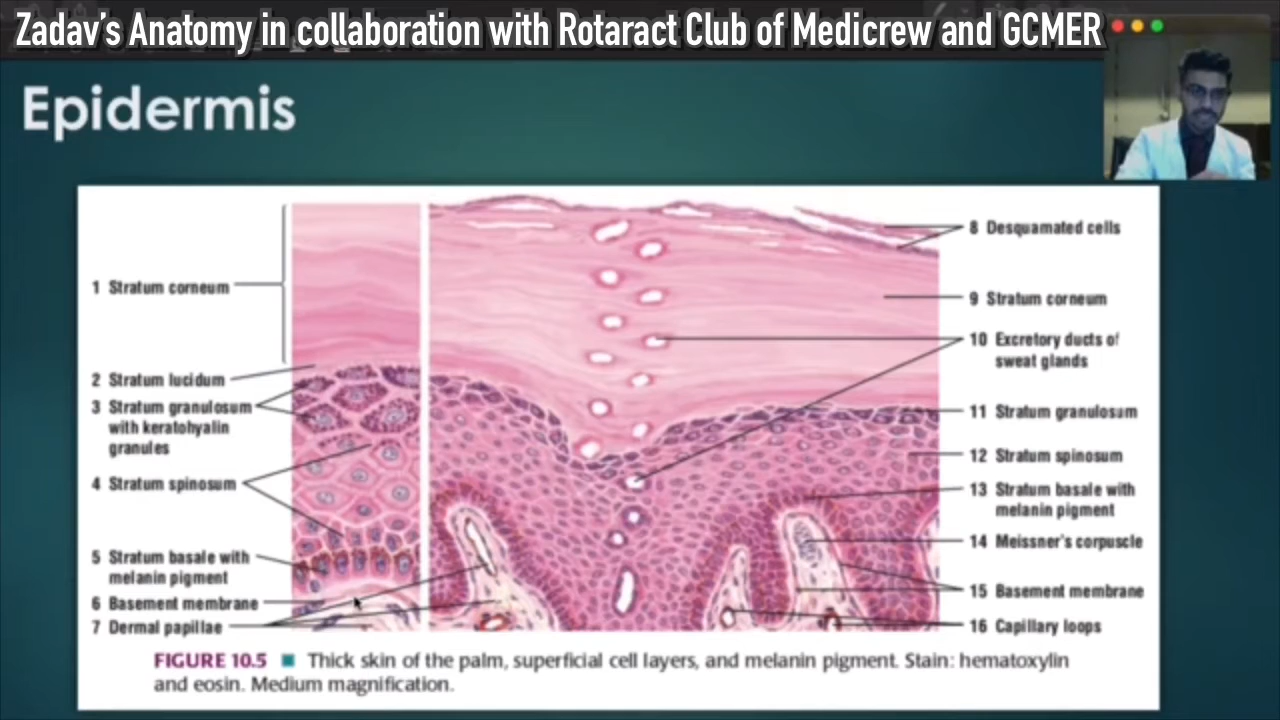 Zadav's Anatomy in collaboration with Rotaract Club of Medicrew and GCMER
Epidermis
1 Stratum corneum
2 Stratum lucidum
3 Stratum granulosum
with keratohyalin
granules
4 Stratum spinosum
5 Stratum basale with
melanin pigment
6 Basement membrane
7 Dermal papillae
8 Desquamated cells
9 Stratum corneum
10 Excretory ducts of
sweat glands
11 Stratum granulosum
12 Stratum spinosum
13 Stratum basale with
melanin pigment
14 Meissner's corpuscle
15 Basement membrane
16 Capillary loops
FIGURE 10.5 ■ Thick skin of the palm, superficial cell layers, and melanin pigment. Stain: hematoxylin
and eosin. Medium magnification.